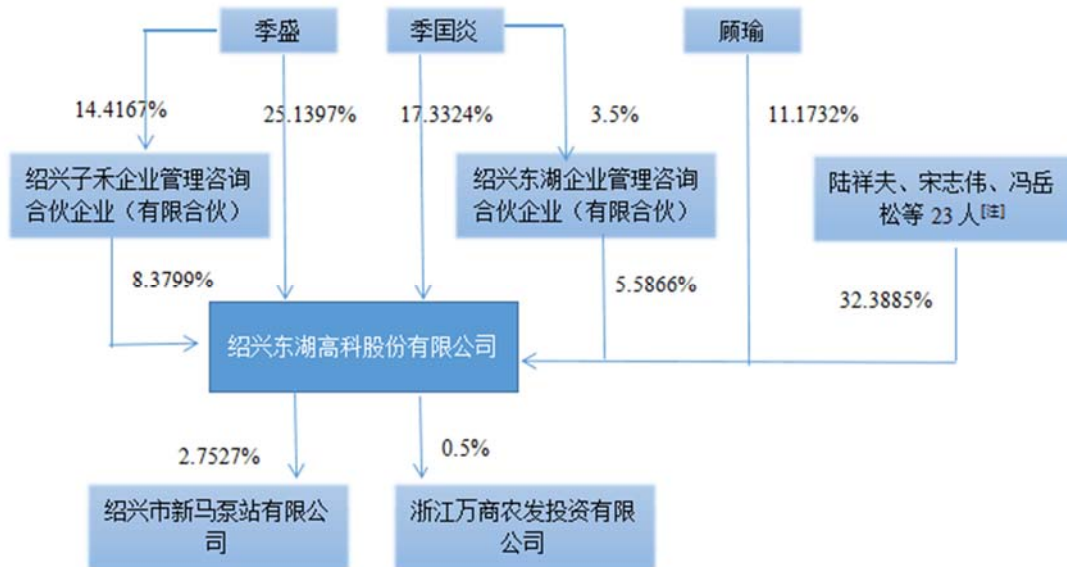 季盛
季国炎
顾瑜
14.4167%
25.1397%
17.3324%
3.5%
11.1732%
绍兴子禾企业管理咨询
合伙企业（有限合伙）
绍兴东湖企业管理咨询
合伙企业（有限合伙）
陆祥夫、宋志伟、冯岳
松等 23 人[注]
8.3799%
5.5866%
32.3885%
绍兴东湖高科股份有限公司
2.7527%
0.5%
绍兴市新马泵站有限公
司
浙江万商农发投资有限
公司